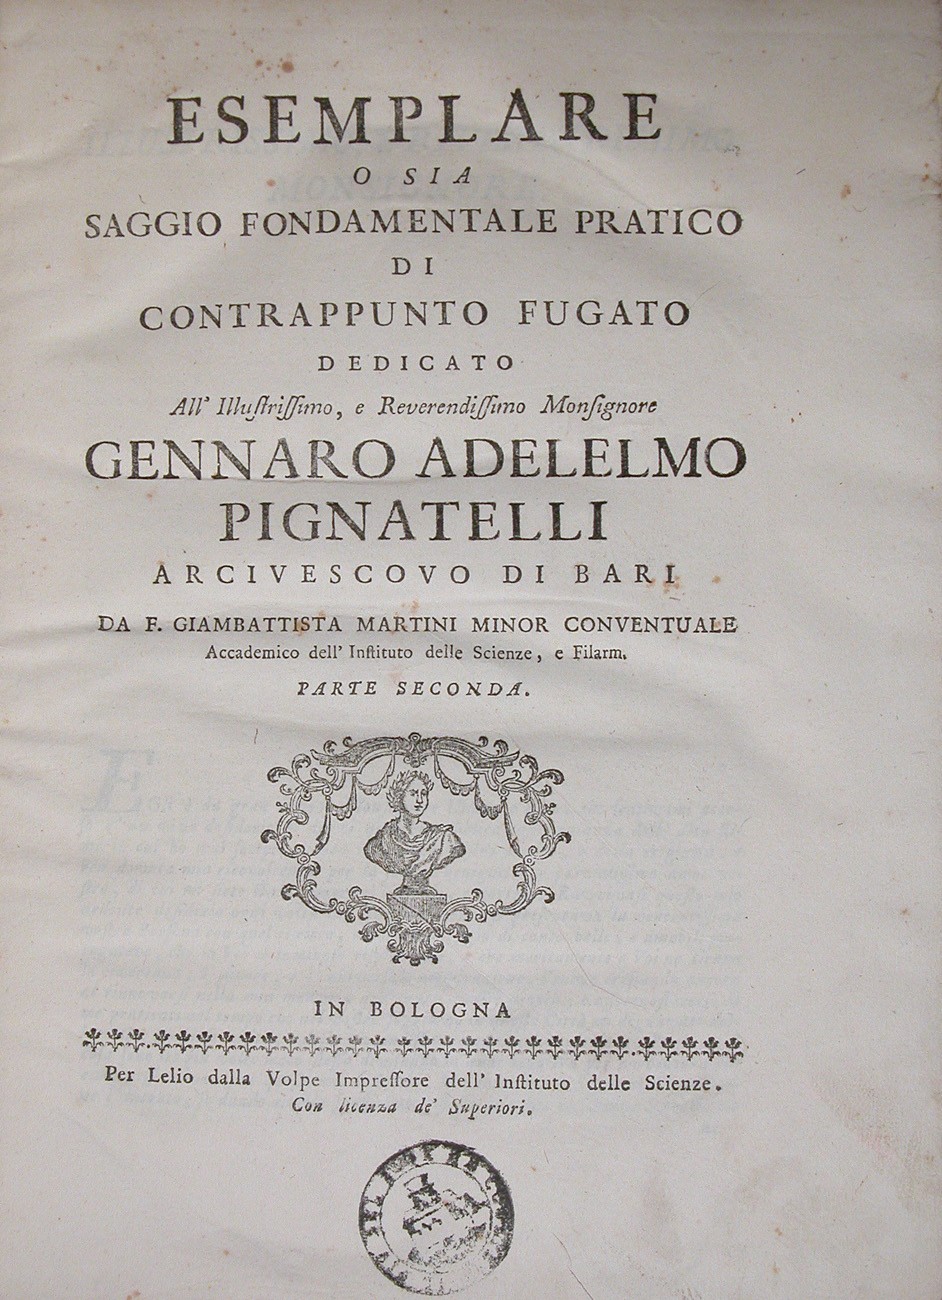 ESEMPLARE
O SIA
SAGGIO FONDAMENTALE PRATICO
DI
CONTRAPPUNTO FUGATO
DEDICATO
All' Illuſtriſſimo, e Reverendiſſimo Monſignore
GENNARO ADELELMO
PIGNATELLI
ARCIVESCOVO DI BARI
DA F. GIAMBATTISTA MARTINI MINOR CONVENTUALE
Accademico dell' Inſtituto delle Scienze, e Filarm.
PARTE SECONDA.
IN BOLOGNA
Per Lelio dalla Volpe Impreſſore dell' Inſtituto delle Scienze.
Con licenza de' Superiori.